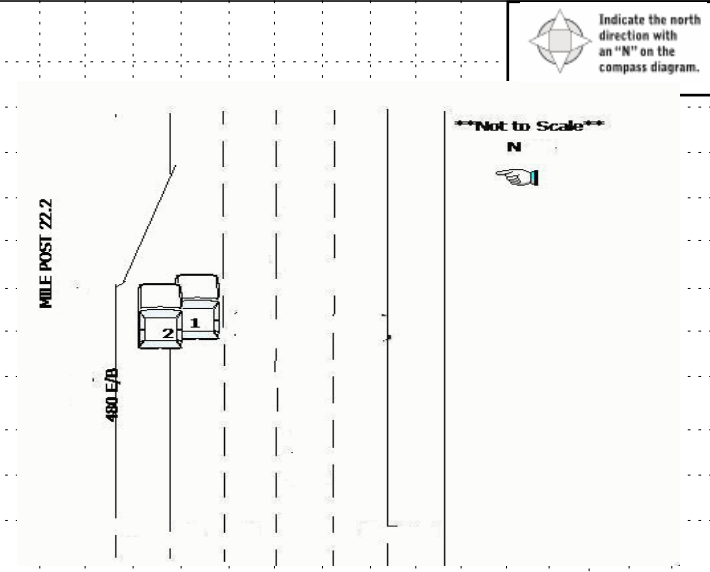 Indicate the north
direction with
an "N" on the
compass diagram.
**Not to Scale**
N
MILE POST 22.2
1
2
480 E/B